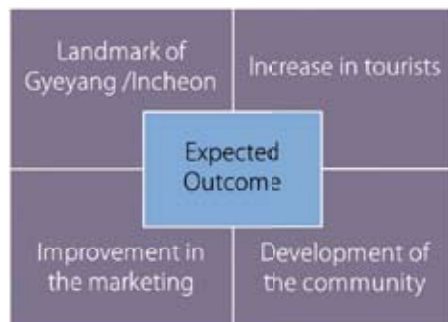 Landmark of
Gyeyang /Incheon
Increase in tourists
Expected
Outcome
Improvement in
the marketing
Development of
the community